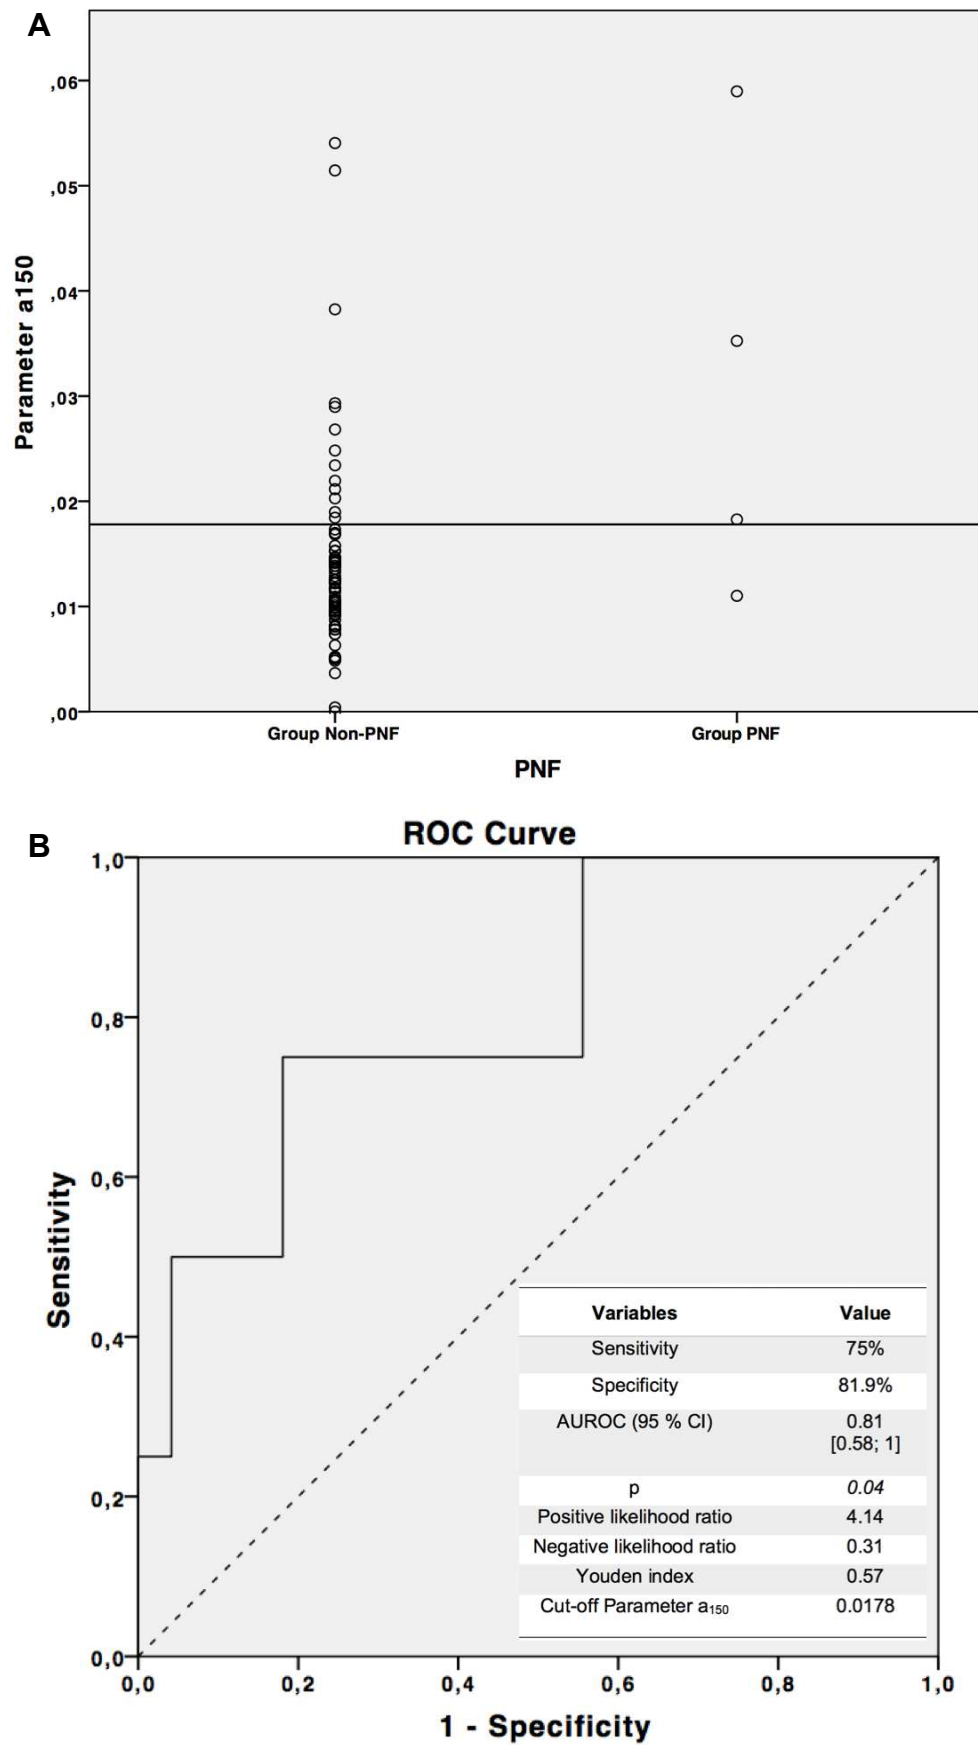 A
,06
,05
,04
,03
,02
,01
,00
Parameter a150
Group Non-PNF Group PNF
PNF
B
ROC Curve
1,0
0,8
0,6
0,4
0,2
0,0
Sensitivity
Variables Value
Sensitivity 75%
Specificity 81.9%
AUROC (95 % CI) 0.81
[0.58; 1]
p 0.04
Positive likelihood ratio 4.14
Negative likelihood ratio 0.31
Youden index 0.57
Cut-off Parameter a150 0.0178
0,0 0,2 0,4 0,6 0,8 1,0
1 - Specificity